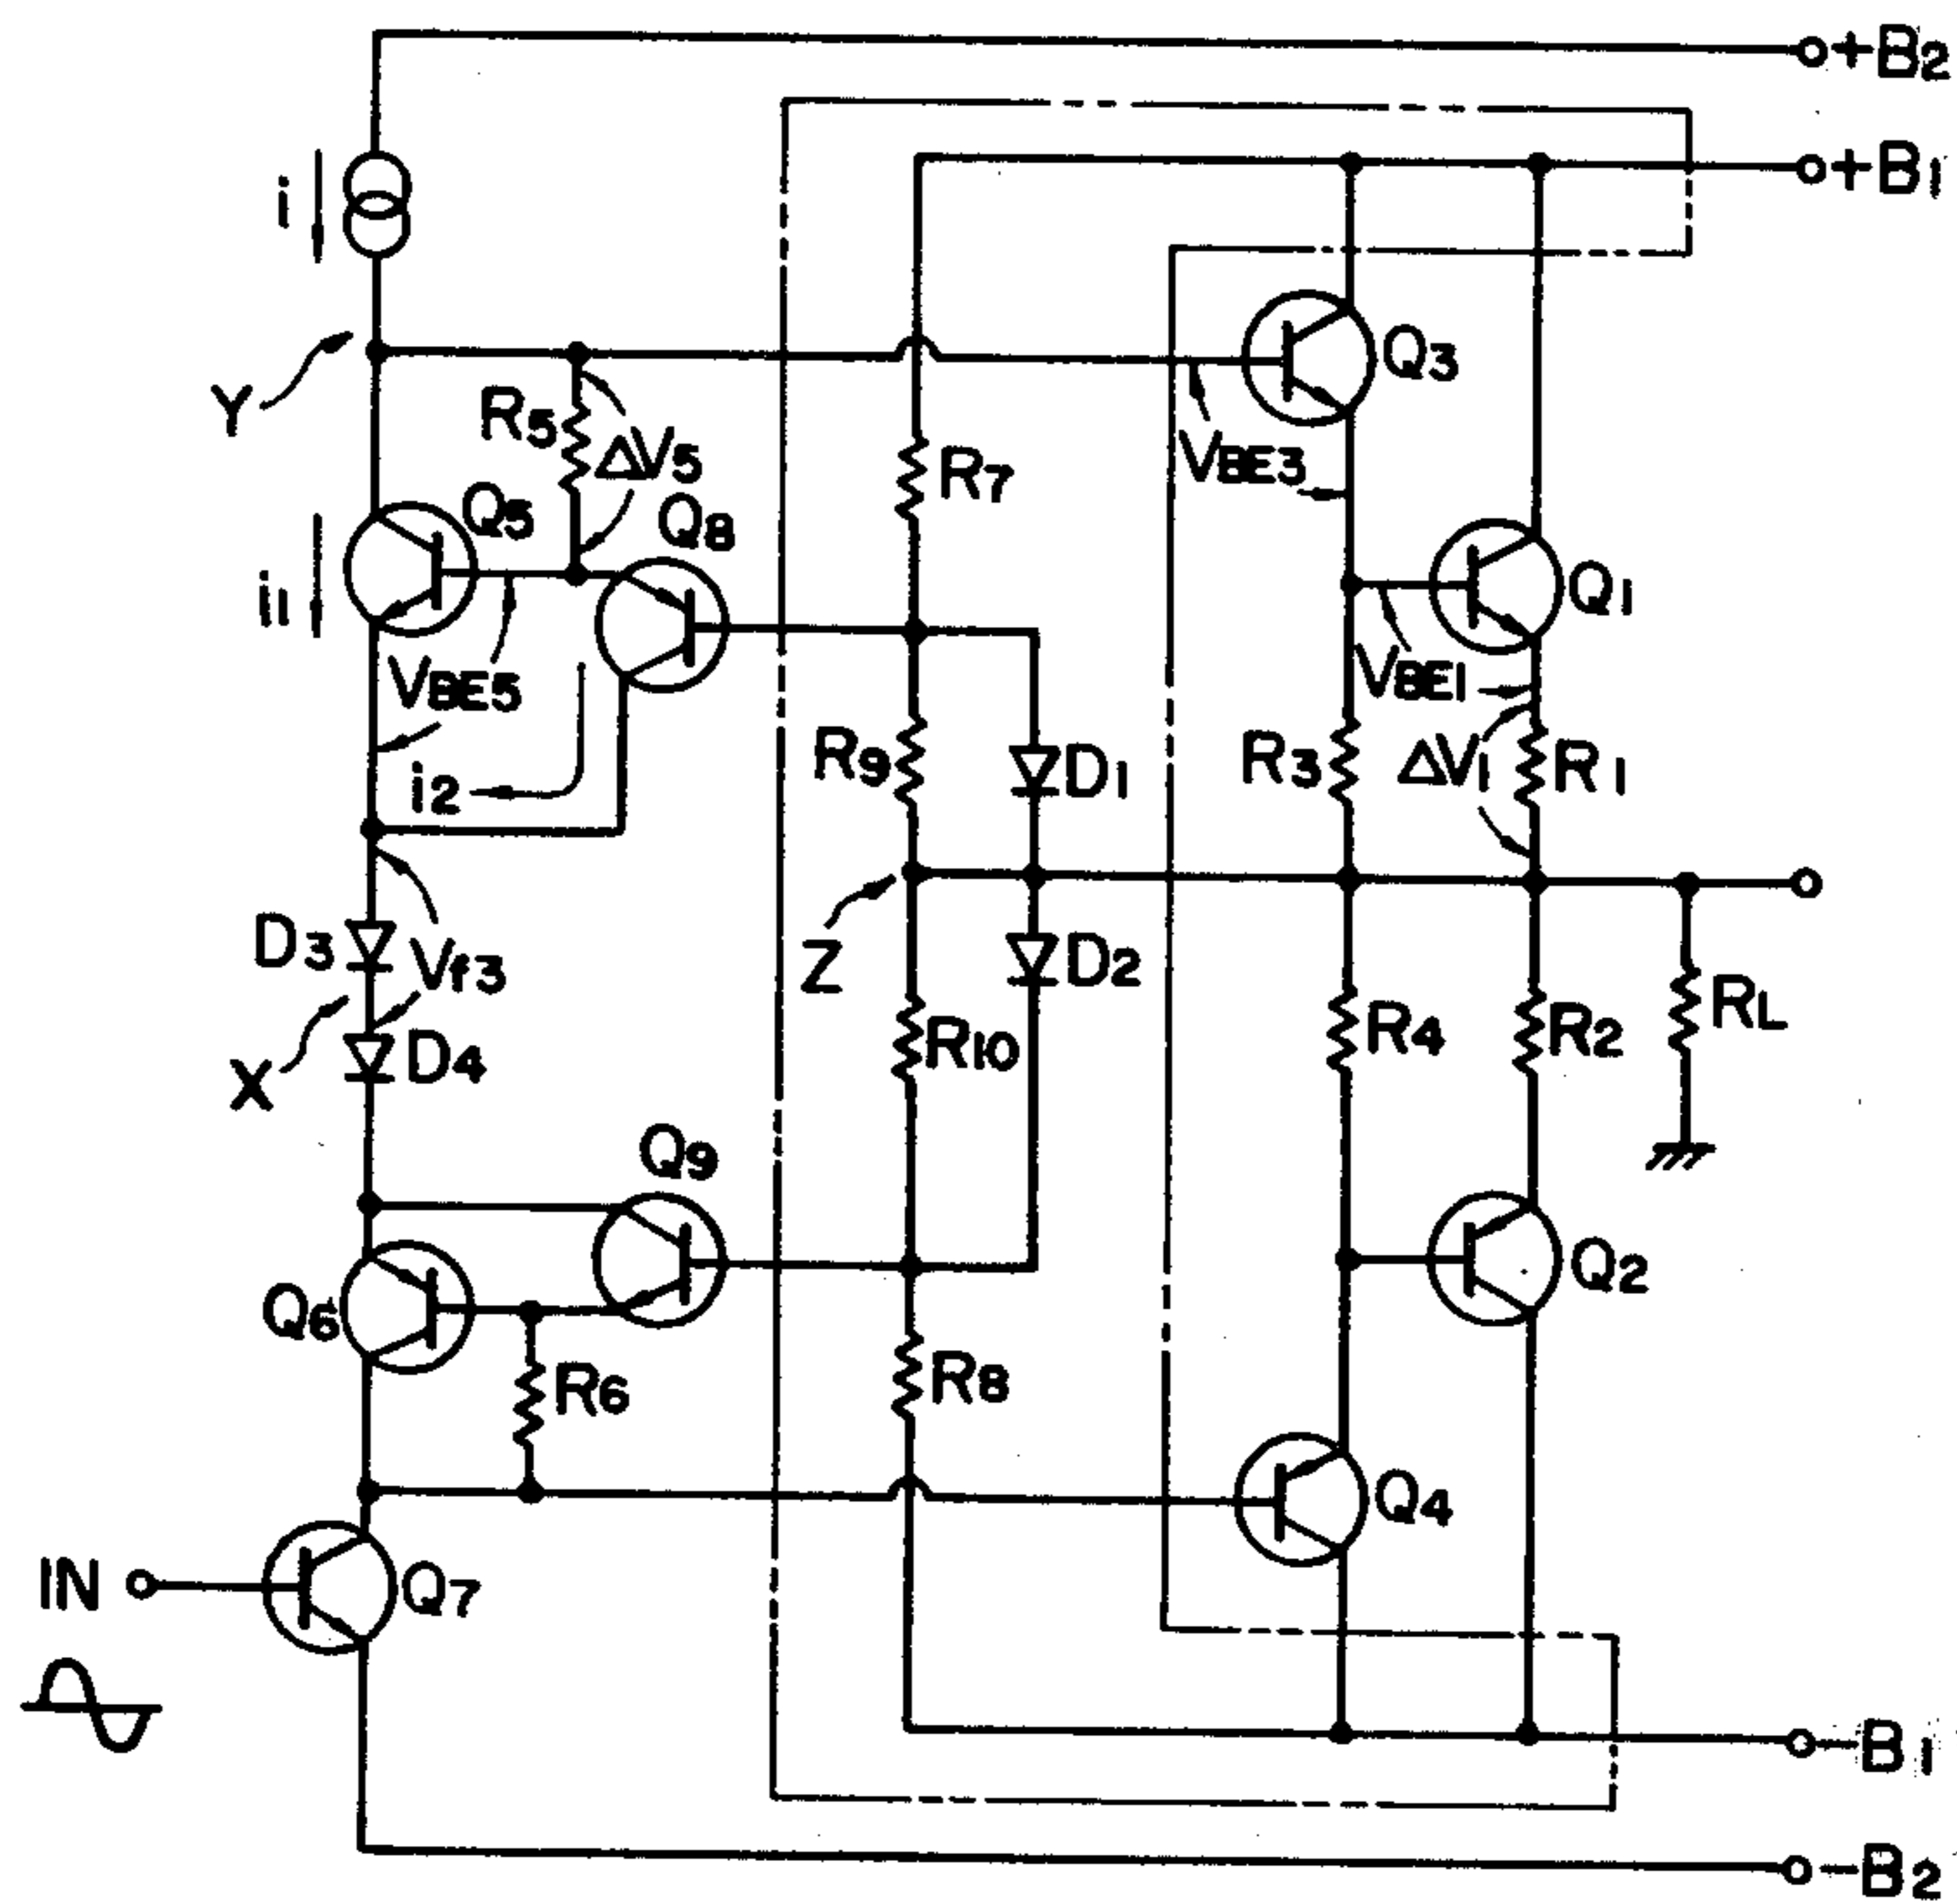 +B2
+B1
i
Y
R5
ΔV5
Q3
VBE3
R7
Q5
Q8
i1
Q1
VBE5
VBE1
i2
R9
D1
R3
ΔV1
R1
D3
Vf3
Z
D2
X
D4
R10
R4
R2
RL
Q9
Q6
R6
R8
Q2
Q4
IN
Q7
-B1
-B2